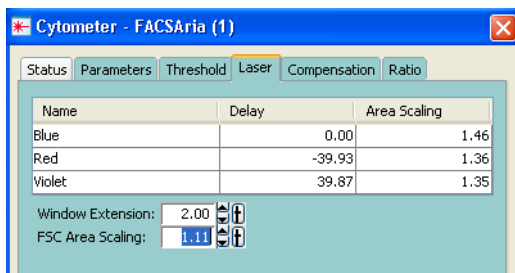 Cytometer - FACSAria (1)
Status Parameters Threshold Laser Compensation Ratio
Name Delay Area Scaling
Blue 0.00 1.46
Red -39.93 1.36
Violet 39.87 1.35
Window Extension: 2.00
FSC Area Scaling: 1.11